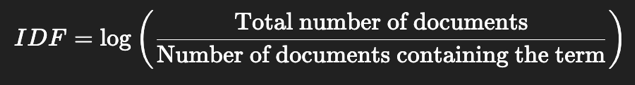 IDF = log ( Total number of documents / Number of documents containing the term )